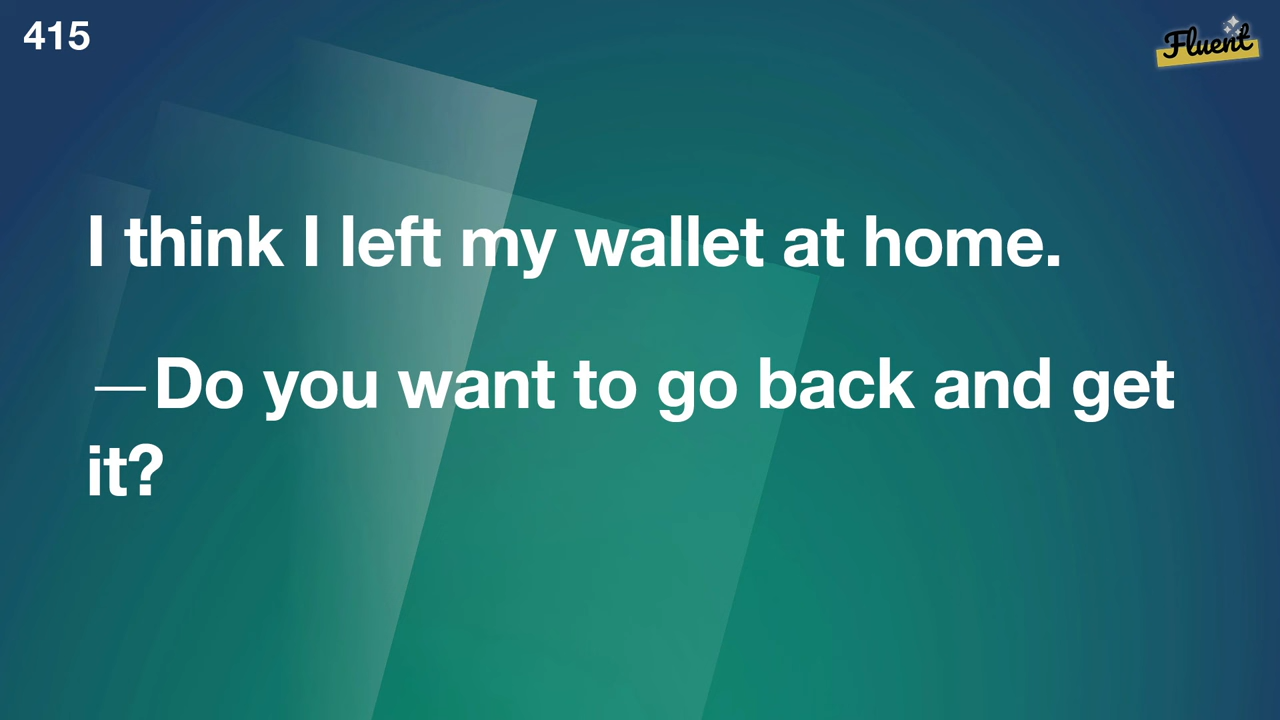 415
Fluent
I think I left my wallet at home.
—Do you want to go back and get
it?